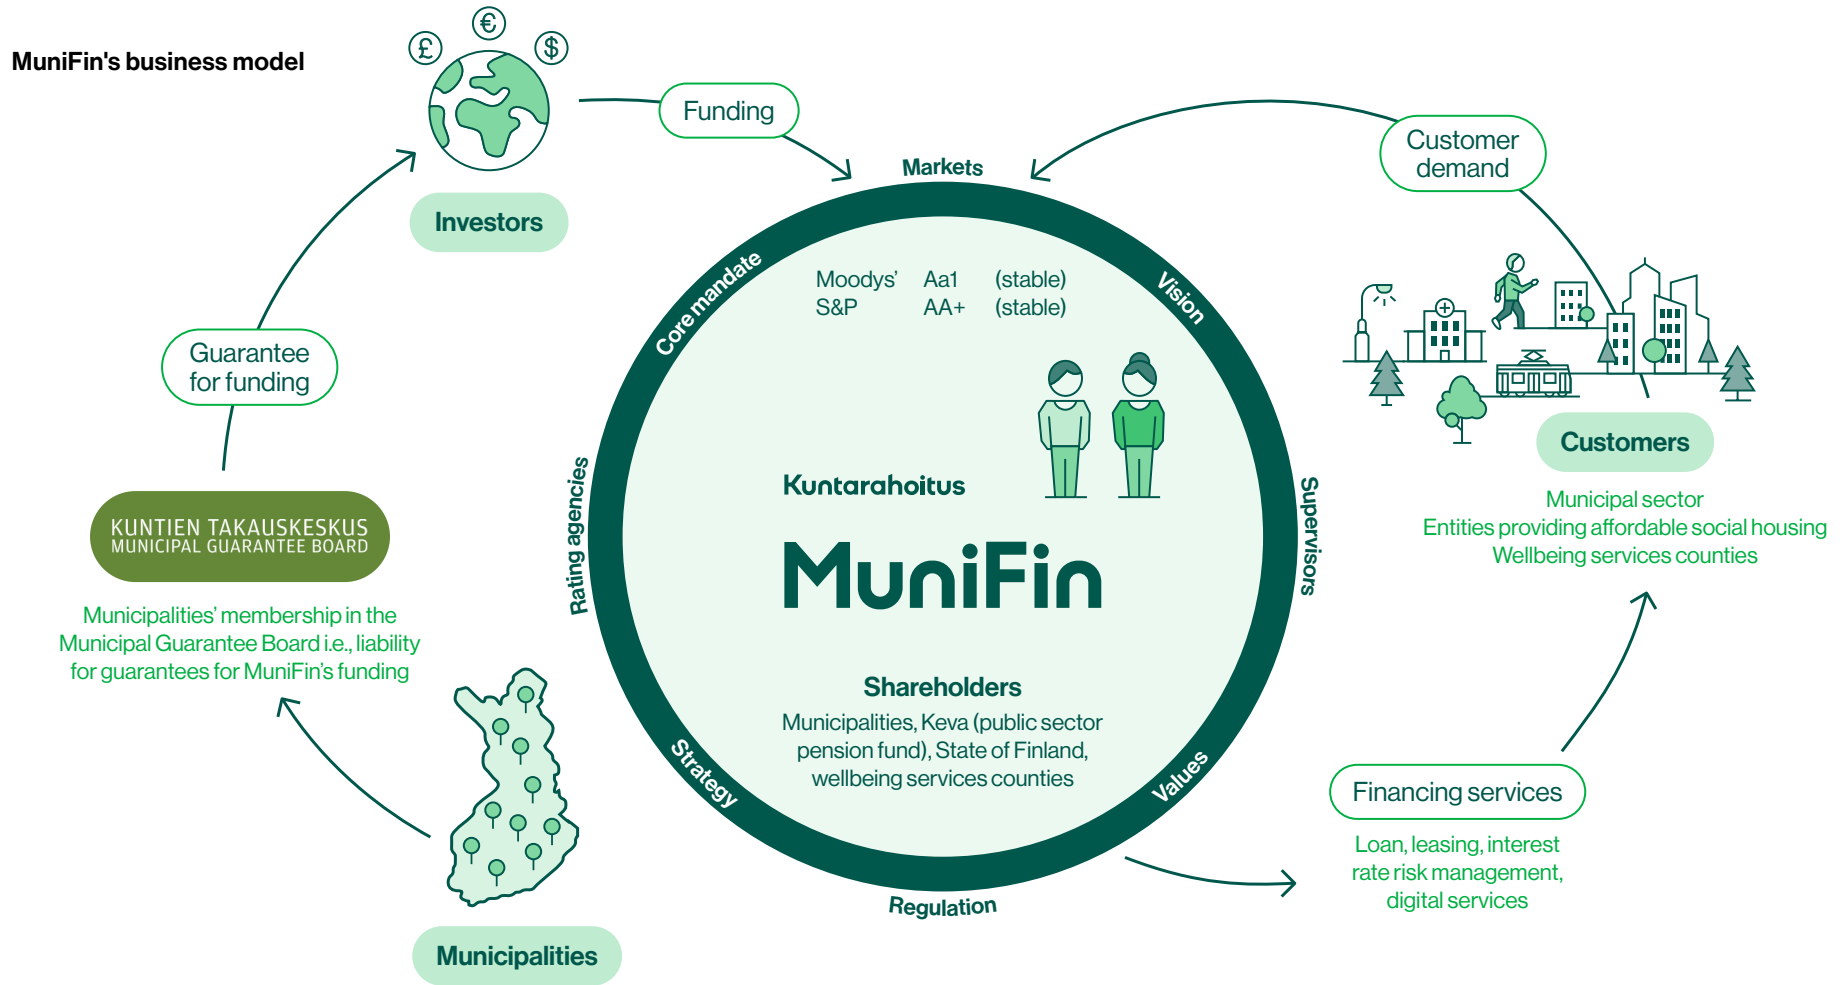 MuniFin's business model
£
€
$
Investors
Funding
Customer
demand
Guarantee
for funding
KUNTIEN TAKAUSKESKUS
MUNICIPAL GUARANTEE BOARD
Municipalities’ membership in the
Municipal Guarantee Board i.e., liability
for guarantees for MuniFin’s funding
Municipalities
Markets
Core mandate
Vision
Rating agencies
Supervisors
Strategy
Values
Regulation
Moodys’ Aa1 (stable)
S&P AA+ (stable)
Kuntarahoitus
MuniFin
Shareholders
Municipalities, Keva (public sector
pension fund), State of Finland,
wellbeing services counties
Customers
Municipal sector
Entities providing affordable social housing
Wellbeing services counties
Financing services
Loan, leasing, interest
rate risk management,
digital services